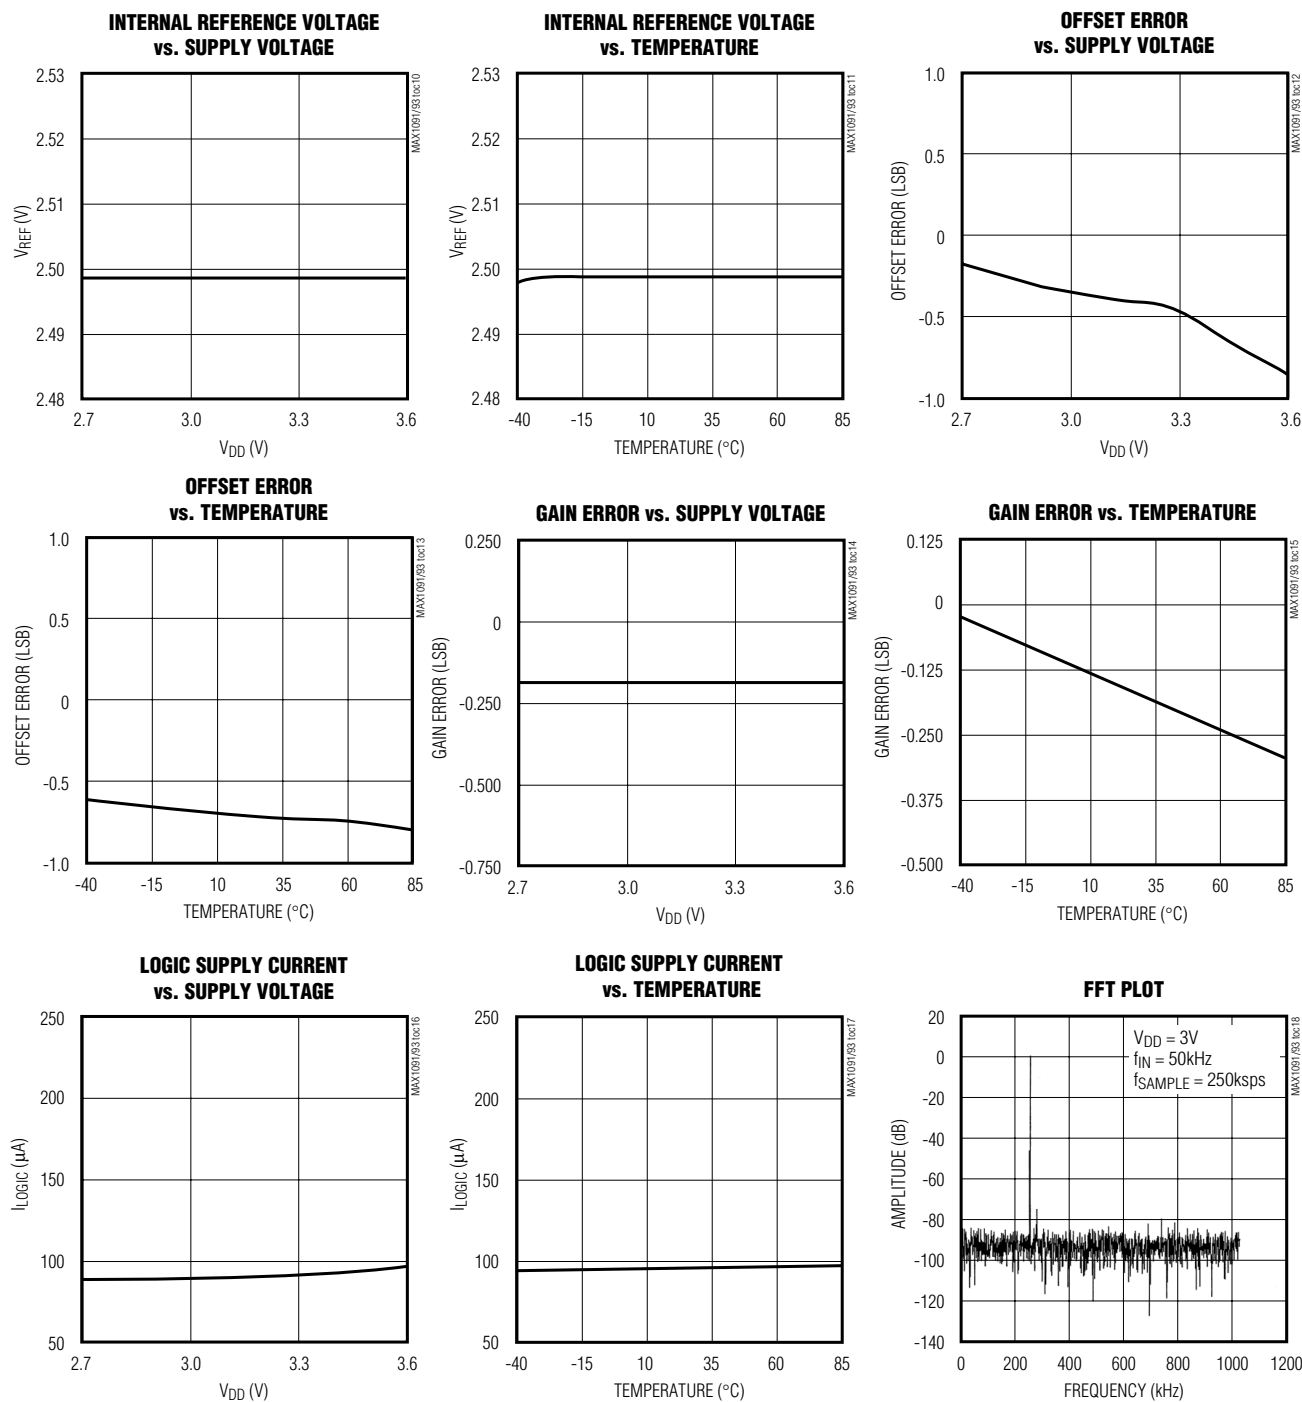 INTERNAL REFERENCE VOLTAGE
vs. SUPPLY VOLTAGE
2.53
2.52
2.51
2.50
2.49
2.48
VREF (V)
2.7
3.0
3.3
3.6
VDD (V)
MAX1091/93 toc10
INTERNAL REFERENCE VOLTAGE
vs. TEMPERATURE
2.53
2.52
2.51
2.50
2.49
2.48
VREF (V)
-40
-15
10
35
60
85
TEMPERATURE (°C)
MAX1091/93 toc11
OFFSET ERROR
vs. SUPPLY VOLTAGE
1.0
0.5
0
-0.5
-1.0
OFFSET ERROR (LSB)
2.7
3.0
3.3
3.6
VDD (V)
MAX1091/93 toc12
OFFSET ERROR
vs. TEMPERATURE
1.0
0.5
0
-0.5
-1.0
OFFSET ERROR (LSB)
-40
-15
10
35
60
85
TEMPERATURE (°C)
MAX1091/93 toc13
GAIN ERROR vs. SUPPLY VOLTAGE
0.250
0
-0.250
-0.500
-0.750
GAIN ERROR (LSB)
2.7
3.0
3.3
3.6
VDD (V)
MAX1091/93 toc14
GAIN ERROR vs. TEMPERATURE
0.125
0
-0.125
-0.250
-0.375
-0.500
GAIN ERROR (LSB)
-40
-15
10
35
60
85
TEMPERATURE (°C)
MAX1091/93 toc15
LOGIC SUPPLY CURRENT
vs. SUPPLY VOLTAGE
250
200
150
100
50
ILOGIC (µA)
2.7
3.0
3.3
3.6
VDD (V)
MAX1091/93 toc16
LOGIC SUPPLY CURRENT
vs. TEMPERATURE
250
200
150
100
50
ILOGIC (µA)
-40
-15
10
35
60
85
TEMPERATURE (°C)
MAX1091/93 toc17
FFT PLOT
20
0
-20
-40
-60
-80
-100
-120
-140
AMPLITUDE (dB)
VDD = 3V
fIN = 50kHz
fSAMPLE = 250ksps
0
200
400
600
800
1000
1200
FREQUENCY (kHz)
MAX1091/93 toc18